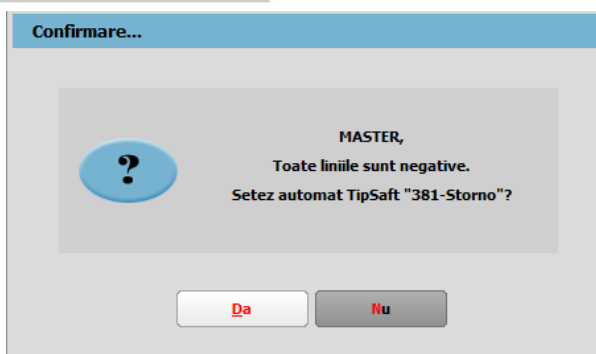 Confirmare...
?
MASTER,
Toate liniile sunt negative.
Setez automat TipSaft "381-Storno"?
Da
Nu